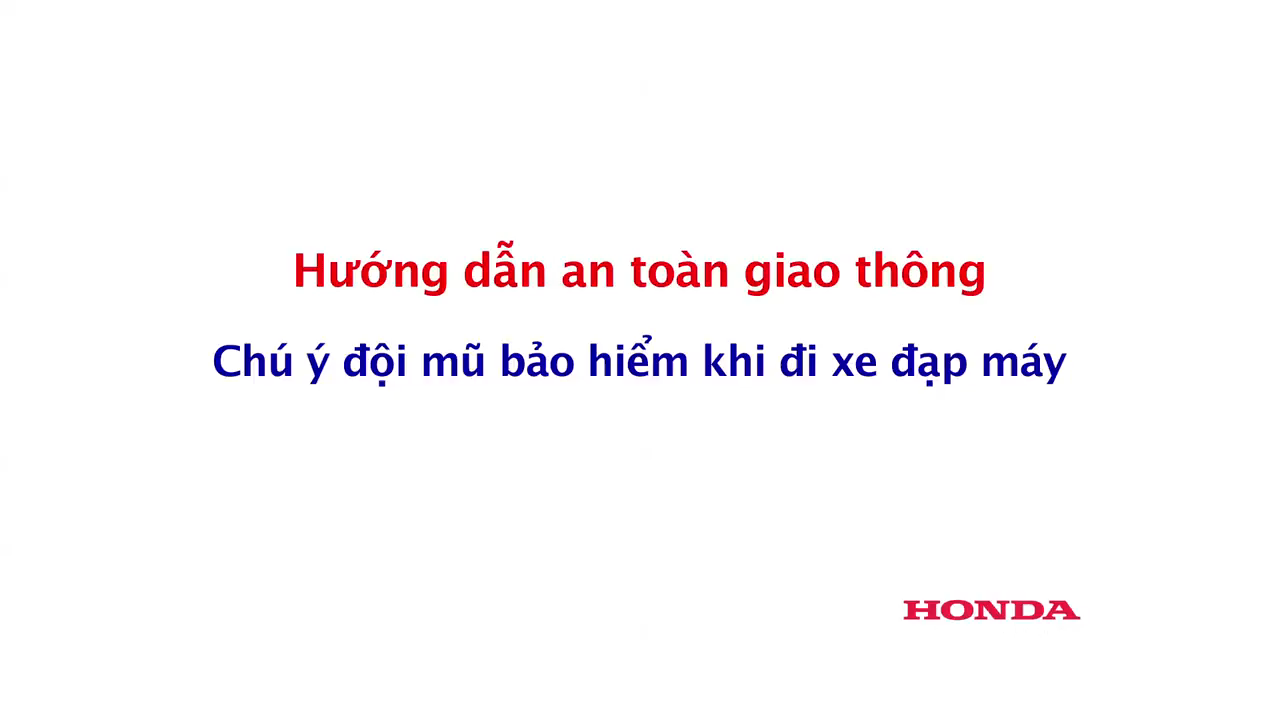 Hướng dẫn an toàn giao thông
Chú ý đội mũ bảo hiểm khi đi xe đạp máy
HONDA